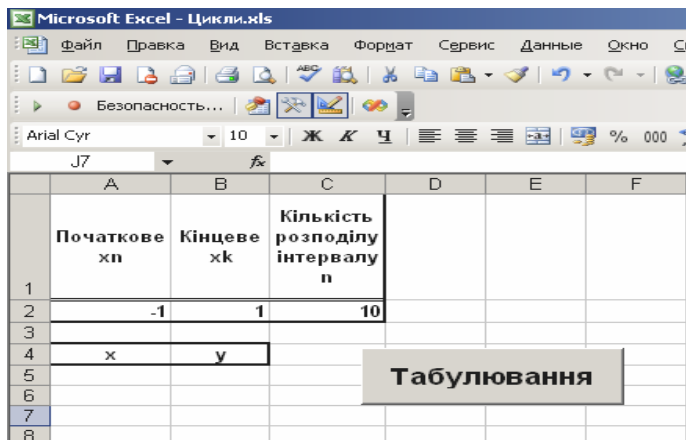 Microsoft Excel - Цикли.xls
Файл Правка Вид Вставка Формат Сервис Данные Окно С
Безопасность...
Arial Cyr 10 Ж К Ч % 000
J7 fx
A B C D E F
1 Початкове xn Кінцеве xk Кількість розподілу інтервалу n
2 -1 1 10
3
4 x y
5 Табулювання
6
7
8